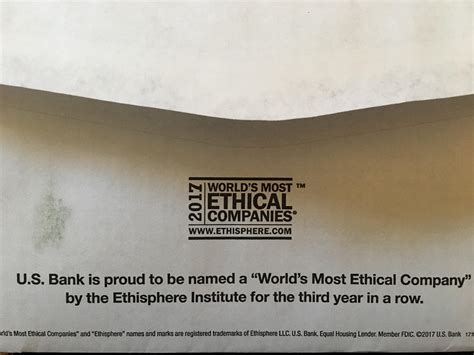 2017
WORLD'S MOST ™
ETHICAL
COMPANIES®
WWW.ETHISPHERE.COM
U.S. Bank is proud to be named a “World's Most Ethical Company”
by the Ethisphere Institute for the third year in a row.
Most Ethical Companies” and “Ethisphere” names and marks are registered trademarks of Ethisphere LLC. U.S. Bank. Equal Housing Lender. Member FDIC. ©2017 U.S. Bank